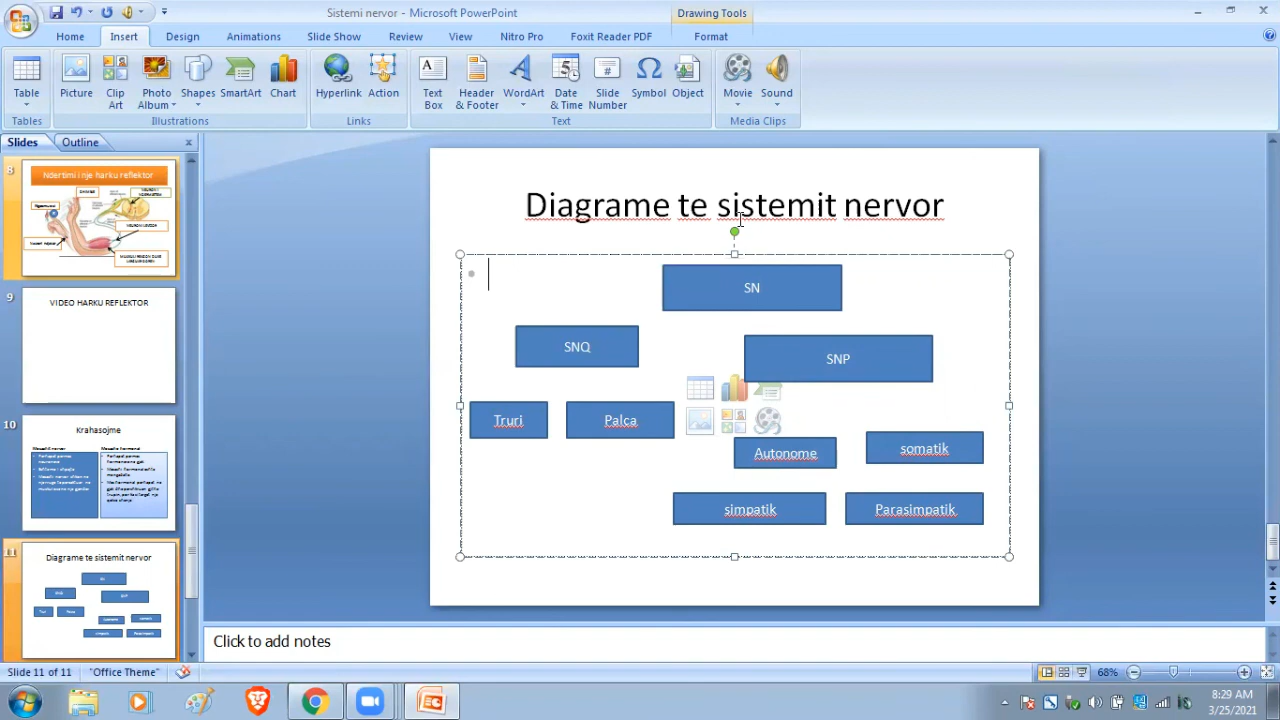 Sistemi nervor - Microsoft PowerPoint
Drawing Tools
Home Insert Design Animations Slide Show Review View Nitro Pro Foxit Reader PDF Format
Table
Picture
Clip Art
Photo Album
Shapes
SmartArt
Chart
Hyperlink
Action
Text Box
Header & Footer
WordArt
Date & Time
Slide Number
Symbol
Object
Movie
Sound
Tables Illustrations Links Text Media Clips
Slides Outline
8
Ndertimi i nje harku reflektor
9
VIDEO HARKU REFLEKTOR
10
Krahasojme
11
Diagrame te sistemit nervor
Diagrame te sistemit nervor
SN
SNQ
SNP
Truri
Palca
Autonome
somatik
simpatik
Parasimpatik
Click to add notes
Slide 11 of 11
"Office Theme"
68%
8:29 AM
3/25/2021